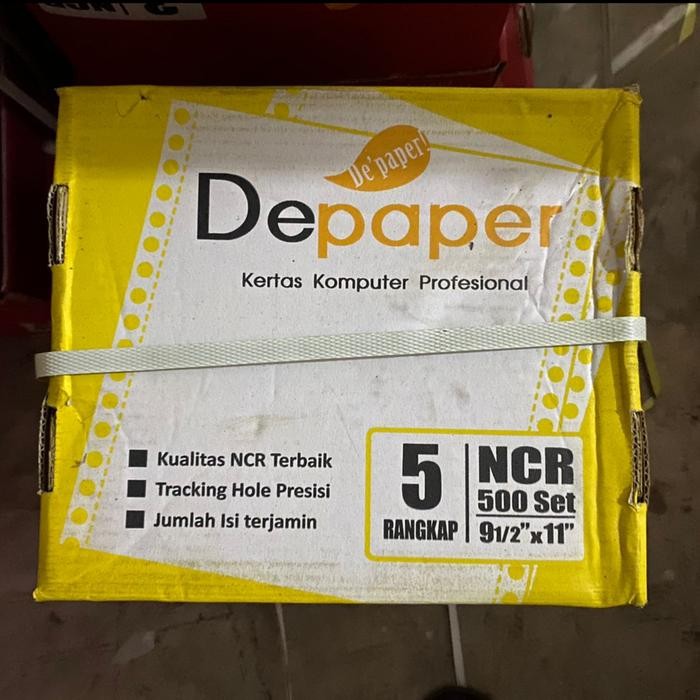 De'paper!
Depaper
Kertas Komputer Profesional
Kualitas NCR Terbaik
Tracking Hole Presisi
Jumlah Isi terjamin
5
RANGKAP
NCR
500 Set
91/2”x11”